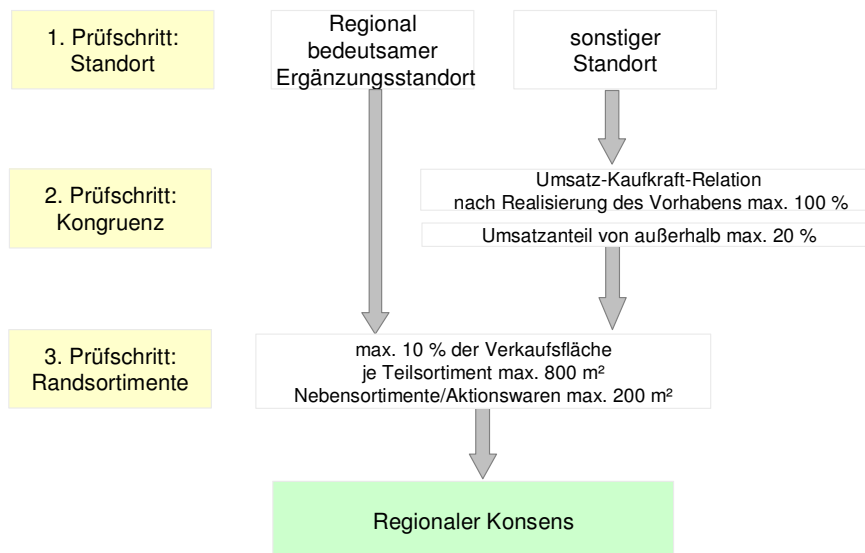 1. Prüfschritt:
Standort
Regional
bedeutsamer
Ergänzungsstandort
sonstiger
Standort
2. Prüfschritt:
Kongruenz
Umsatz-Kaufkraft-Relation
nach Realisierung des Vorhabens max. 100 %
Umsatzanteil von außerhalb max. 20 %
3. Prüfschritt:
Randsortimente
max. 10 % der Verkaufsfläche
je Teilsortiment max. 800 m²
Nebensortimente/Aktionswaren max. 200 m²
Regionaler Konsens